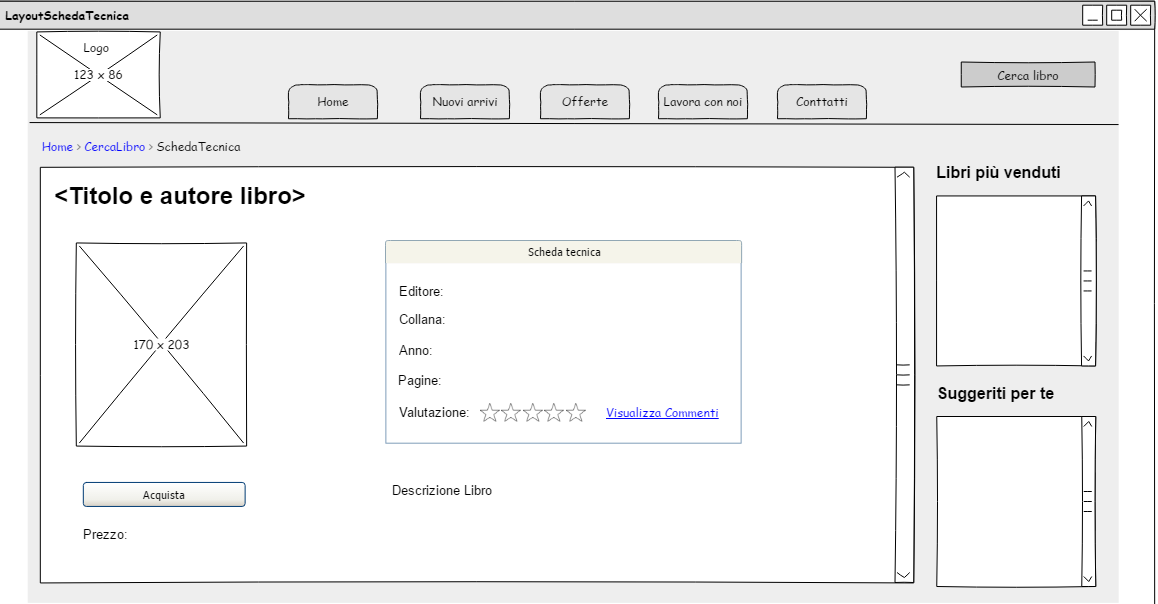 LayoutSchedaTecnica
Logo
123 x 86
Cerca libro
Home
Nuovi arrivi
Offerte
Lavora con noi
Conttatti
Home > CercaLibro > SchedaTecnica
Libri più venduti
<Titolo e autore libro>
Scheda tecnica
Editore:
Collana:
Anno:
170 x 203
Pagine:
Valutazione:
Visualizza Commenti
Suggeriti per te
Acquista
Descrizione Libro
Prezzo: